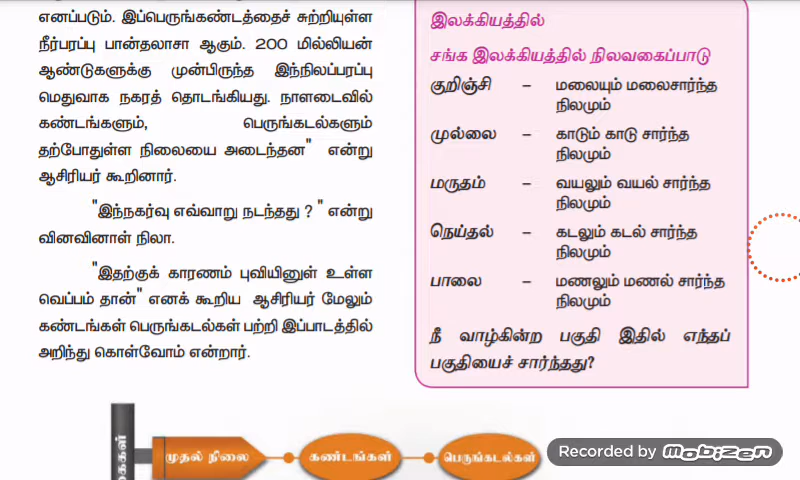 எனப்படும். இப்பெருங்கண்டத்தைச் சுற்றியுள்ள
நீர்பரப்பு பான்தலாசா ஆகும். 200 மில்லியன்
ஆண்டுகளுக்கு முன்பிருந்த இந்நிலப்பரப்பு
மெதுவாக நகரத் தொடங்கியது. நாளடைவில்
கண்டங்களும், பெருங்கடல்களும்
தற்போதுள்ள நிலையை அடைந்தன" என்று
ஆசிரியர் கூறினார்.
"இந்நகர்வு எவ்வாறு நடந்தது ? " என்று
வினவினாள் நிலா.
"இதற்குக் காரணம் புவியினுள் உள்ள
வெப்பம் தான்" எனக் கூறிய ஆசிரியர் மேலும்
கண்டங்கள் பெருங்கடல்கள் பற்றி இப்பாடத்தில்
அறிந்து கொள்வோம் என்றார்.
இலக்கியத்தில்
சங்க இலக்கியத்தில் நிலவகைப்பாடு
குறிஞ்சி – மலையும் மலைசார்ந்த
நிலமும்
முல்லை – காடும் காடு சார்ந்த
நிலமும்
மருதம் – வயலும் வயல் சார்ந்த
நிலமும்
நெய்தல் – கடலும் கடல் சார்ந்த
நிலமும்
பாலை – மணலும் மணல் சார்ந்த
நிலமும்
நீ வாழ்கின்ற பகுதி இதில் எந்தப்
பகுதியைச் சார்ந்தது?
முதல் நிலை கண்டங்கள் பெருங்கடல்கள்
Recorded by mobizen